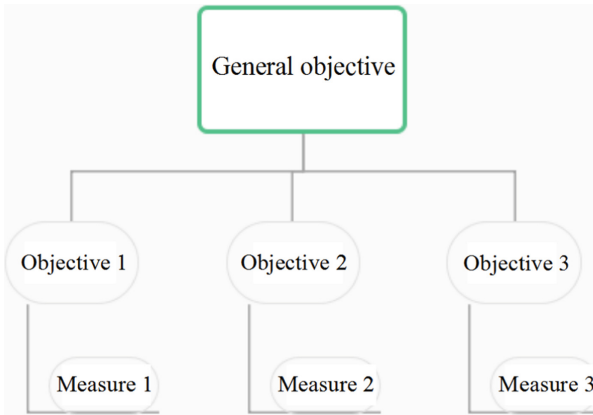 General objective
Objective 1
Objective 2
Objective 3
Measure 1
Measure 2
Measure 3